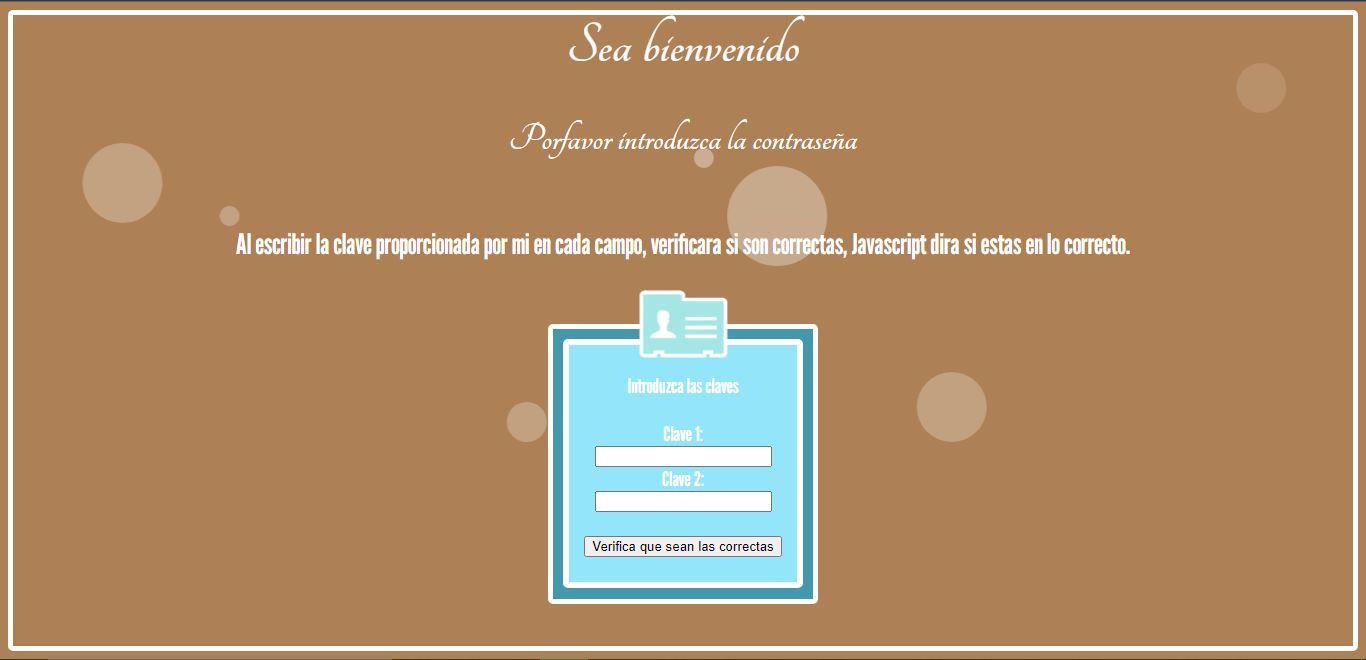 Sea bienvenido
Porfavor introduzca la contraseña
Al escribir la clave proporcionada por mi en cada campo, verificara si son correctas, Javascript dira si estas en lo correcto.
Introduzca las claves
Clave 1:
Clave 2:
Verifica que sean las correctas